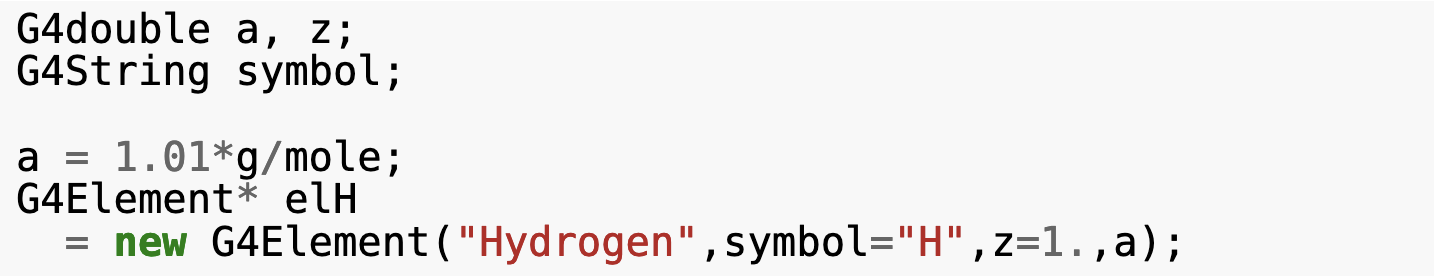 G4double a, z;
G4String symbol;
a = 1.01*g/mole;
G4Element* elH
= new G4Element("Hydrogen",symbol="H",z=1.,a);